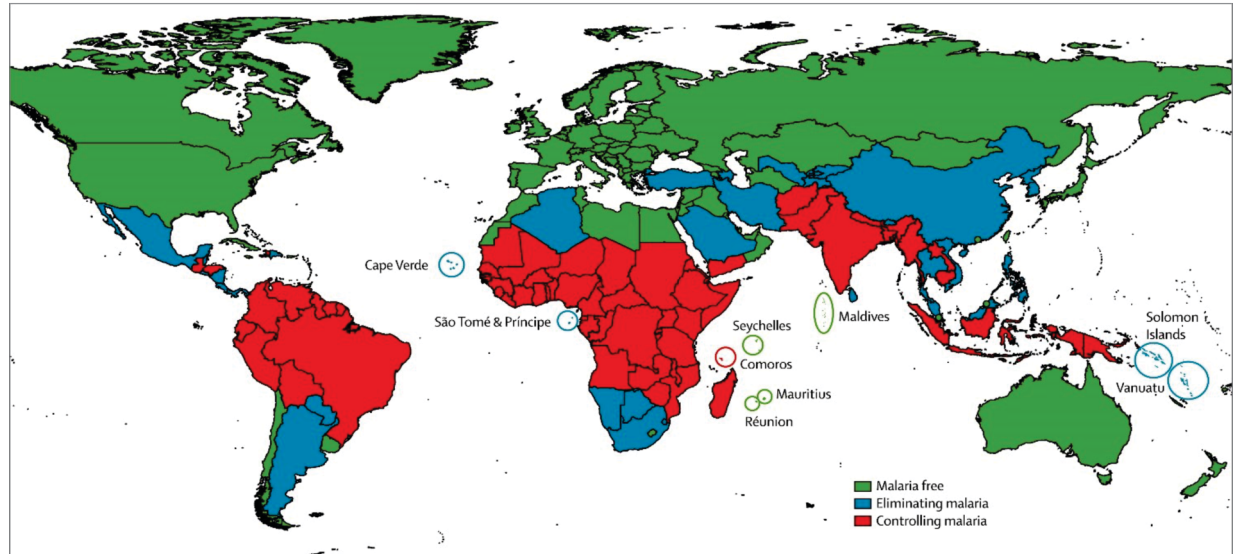 Cape Verde
São Tomé & Príncipe
Seychelles
Comoros
Mauritius
Réunion
Maldives
Solomon
Islands
Vanuatu
Malaria free
Eliminating malaria
Controlling malaria